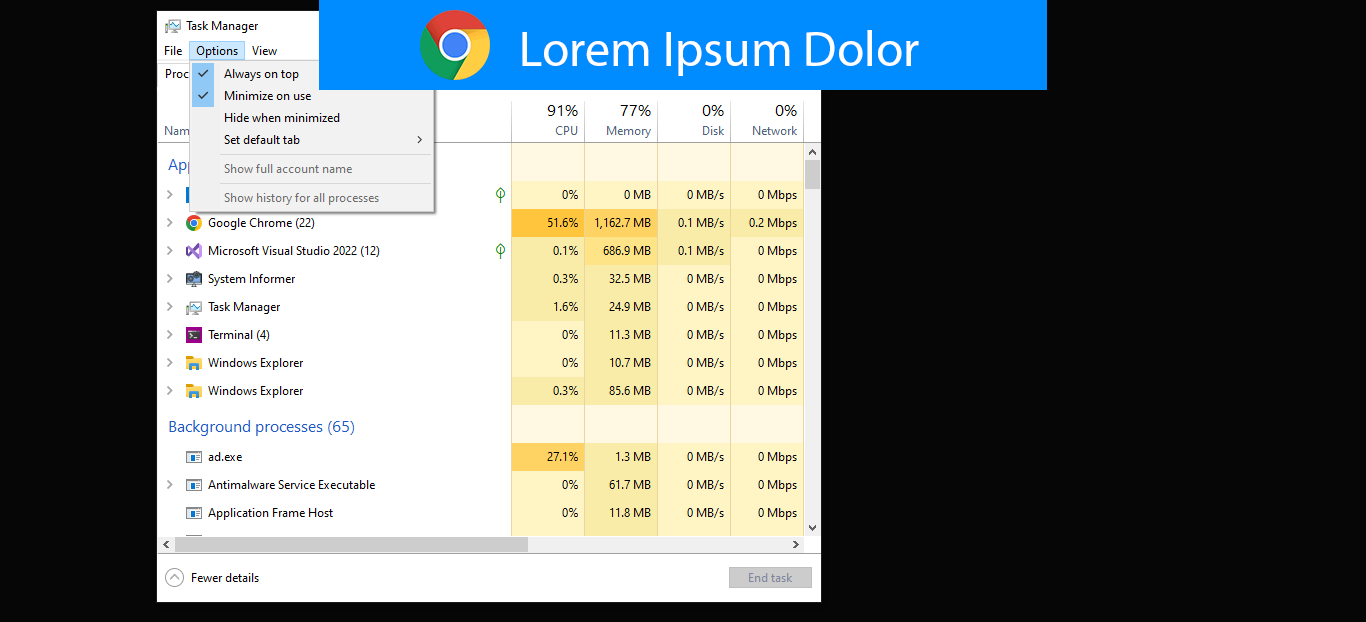 Task Manager
Lorem Ipsum Dolor
File Options View
Always on top
Minimize on use
Hide when minimized
Set default tab
Show full account name
Show history for all processes
91% 77% 0% 0%
CPU Memory Disk Network
0% 0 MB 0 MB/s 0 Mbps
Google Chrome (22) 51.6% 1,162.7 MB 0.1 MB/s 0.2 Mbps
Microsoft Visual Studio 2022 (12) 0.1% 686.9 MB 0.1 MB/s 0 Mbps
System Informer 0.3% 32.5 MB 0 MB/s 0 Mbps
Task Manager 1.6% 24.9 MB 0 MB/s 0 Mbps
Terminal (4) 0% 11.3 MB 0 MB/s 0 Mbps
Windows Explorer 0% 10.7 MB 0 MB/s 0 Mbps
Windows Explorer 0.3% 85.6 MB 0 MB/s 0 Mbps
Background processes (65)
ad.exe 27.1% 1.3 MB 0 MB/s 0 Mbps
Antimalware Service Executable 0% 61.7 MB 0 MB/s 0 Mbps
Application Frame Host 0% 11.8 MB 0 MB/s 0 Mbps
Fewer details End task